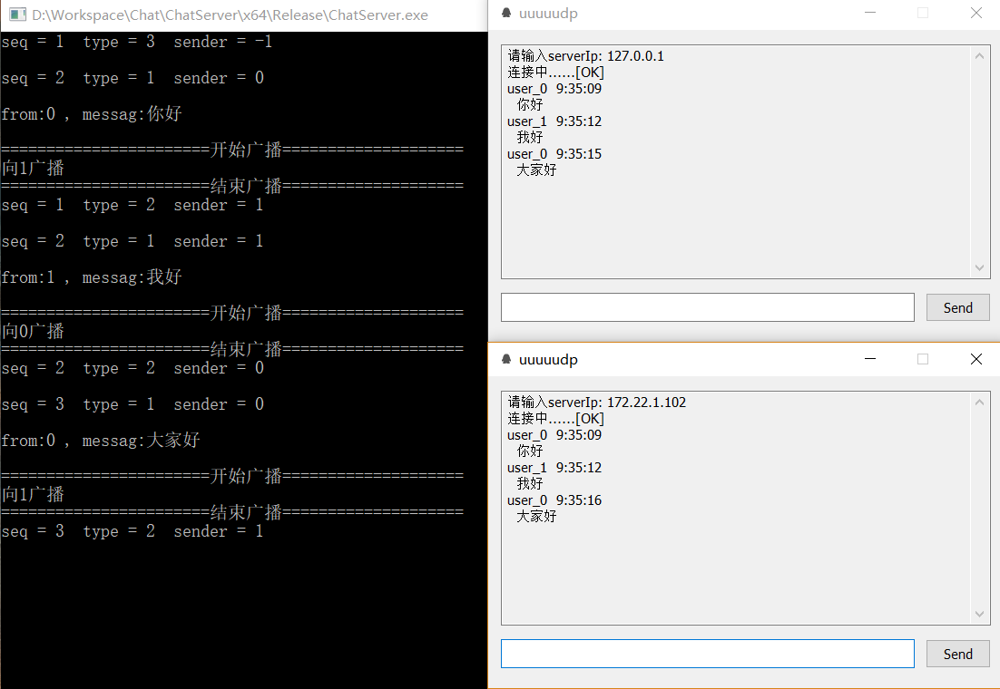 D:\Workspace\Chat\ChatServer\x64\Release\ChatServer.exe
seq = 1  type = 3  sender = -1
seq = 2  type = 1  sender = 0
from:0 , messag:你好
=======================开始广播====================
向1广播
=======================结束广播====================
seq = 1  type = 2  sender = 1
seq = 2  type = 1  sender = 1
from:1 , messag:我好
=======================开始广播====================
向0广播
=======================结束广播====================
seq = 2  type = 2  sender = 0
seq = 3  type = 1  sender = 0
from:0 , messag:大家好
=======================开始广播====================
向1广播
=======================结束广播====================
seq = 3  type = 2  sender = 1
uuuuudp
请输入serverIp: 127.0.0.1
连接中......[OK]
user_0  9:35:09
你好
user_1  9:35:12
我好
user_0  9:35:15
大家好
Send
uuuuudp
请输入serverIp: 172.22.1.102
连接中......[OK]
user_0  9:35:09
你好
user_1  9:35:12
我好
user_0  9:35:16
大家好
Send